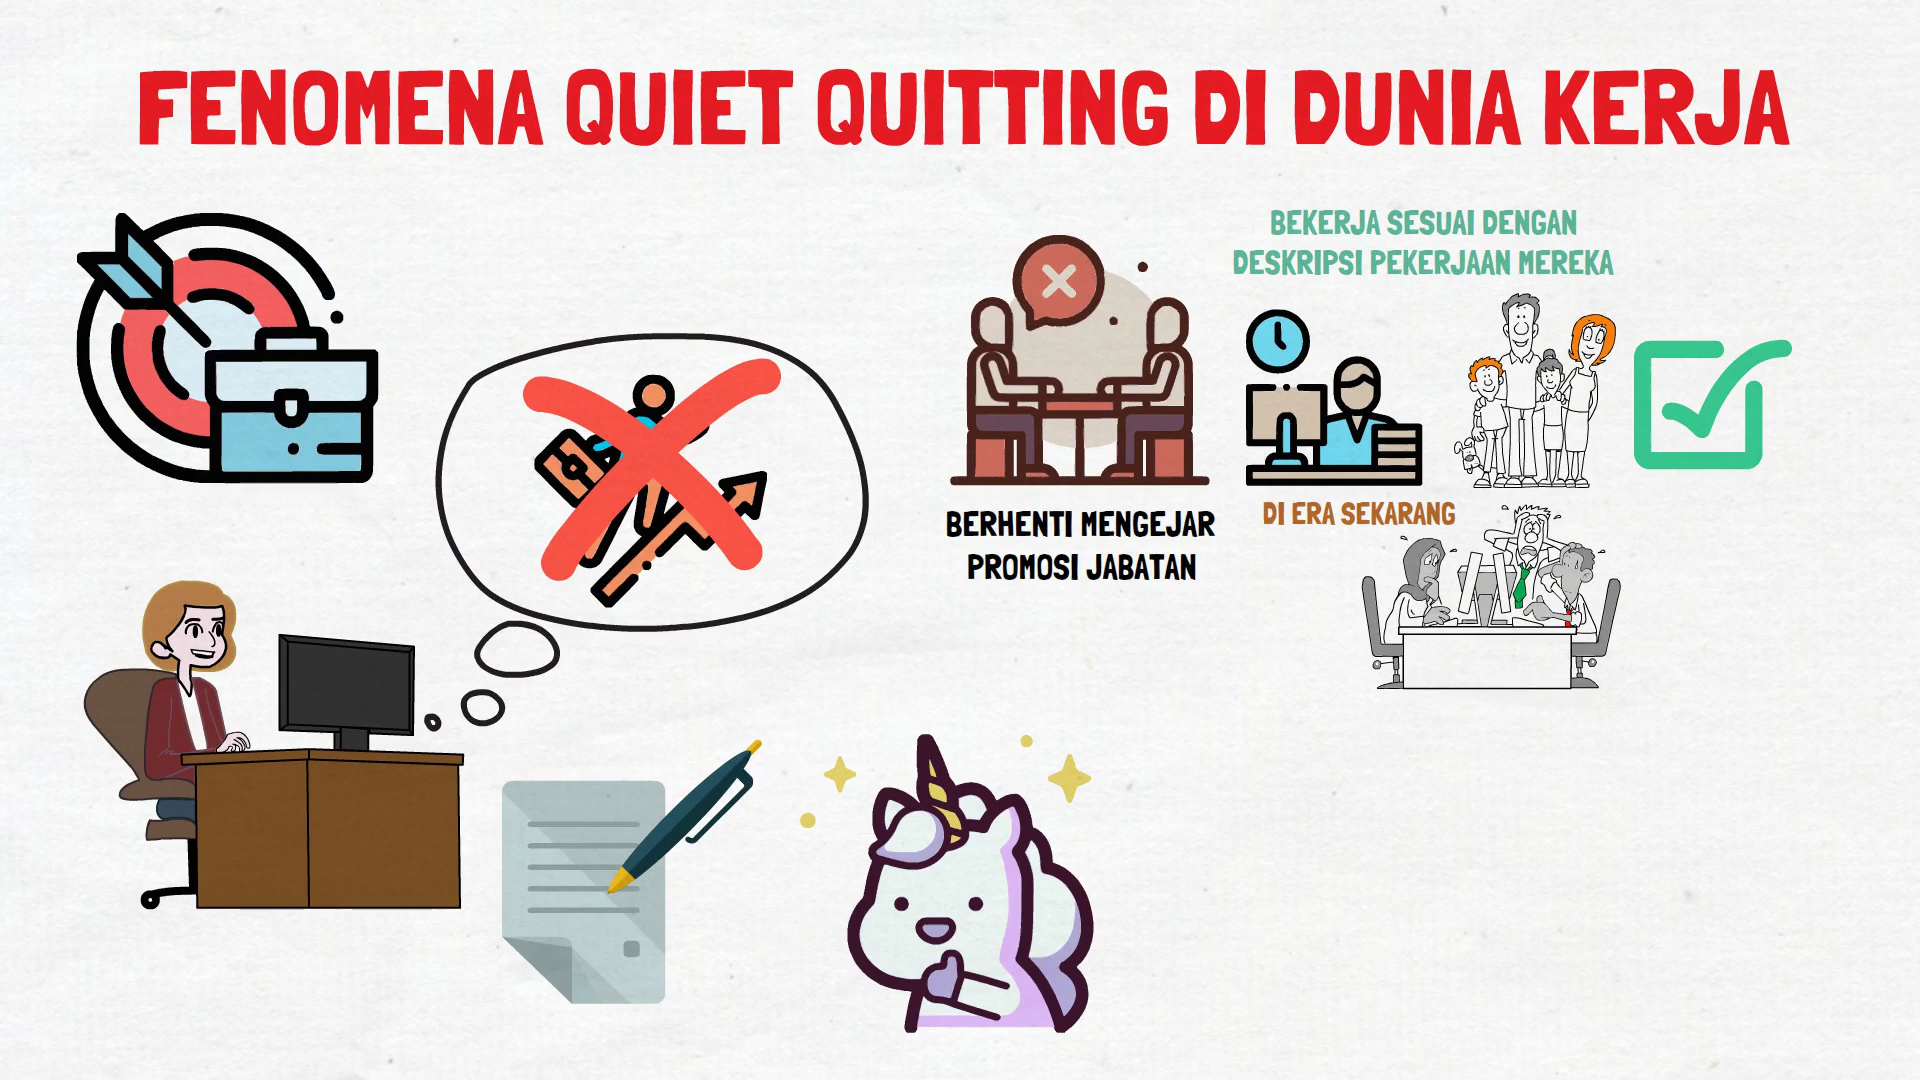 FENOMENA QUIET QUITTING DI DUNIA KERJA
BEKERJA SESUAI DENGAN
DESKRIPSI PEKERJAAN MEREKA
BERHENTI MENGEJAR
PROMOSI JABATAN
DI ERA SEKARANG